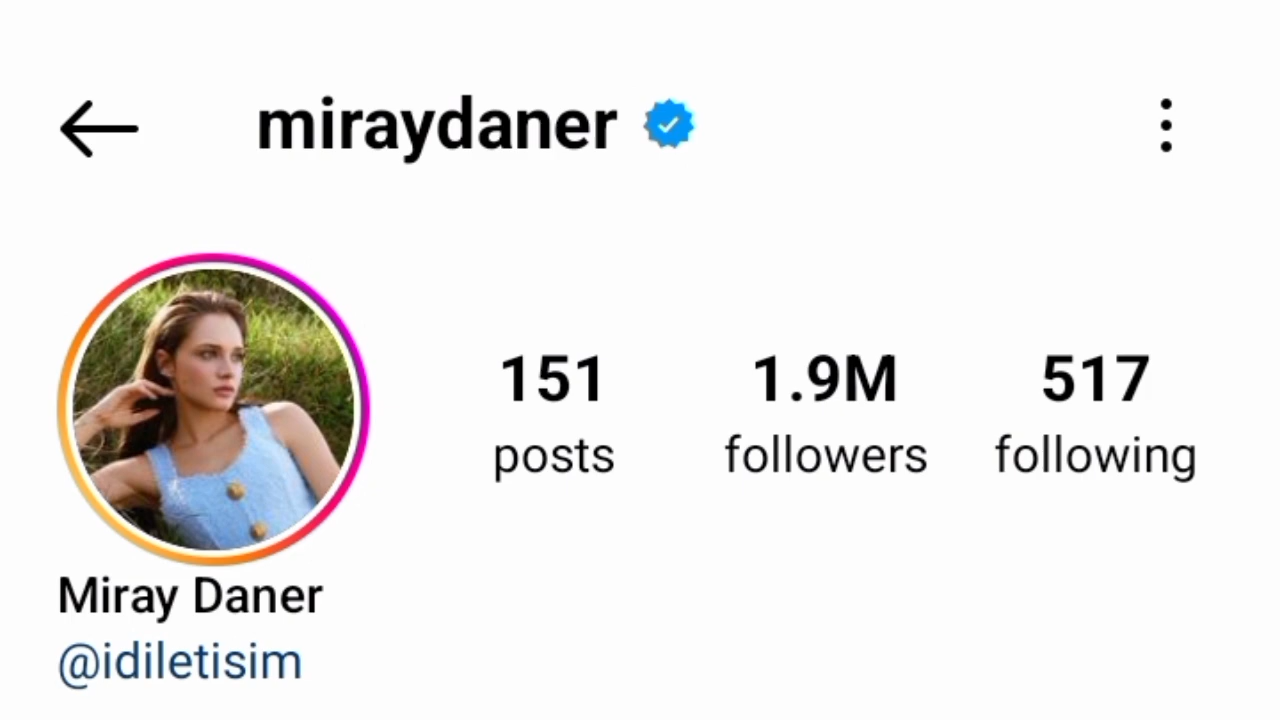 miraydaner
151 1.9M 517
posts followers following
Miray Daner
@idiletisim